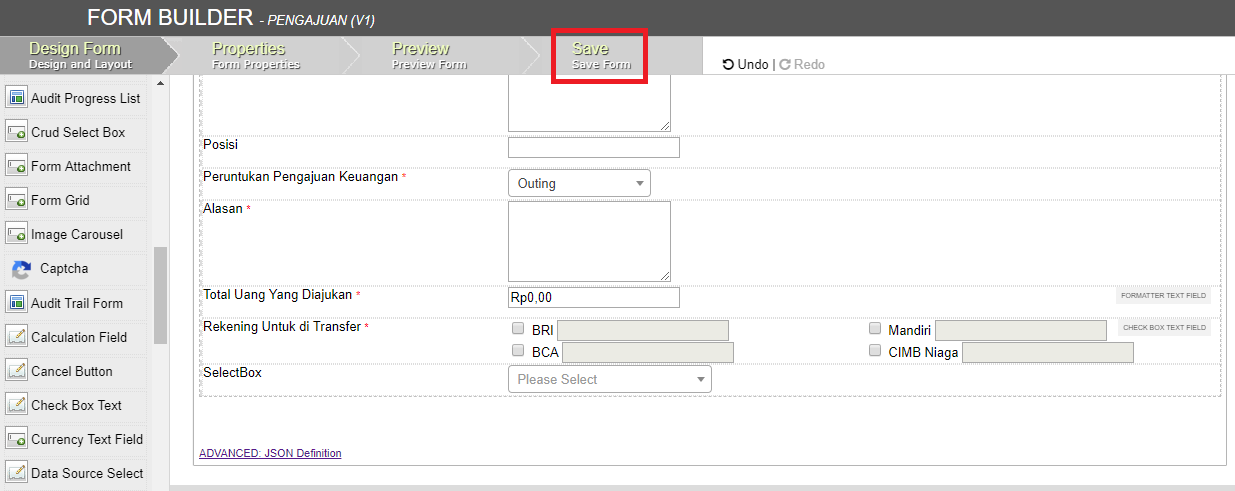 FORM BUILDER - PENGAJUAN (V1)
Design Form
Design and Layout
Properties
Form Properties
Preview
Preview Form
Save
Save Form
Undo | Redo
Audit Progress List
Crud Select Box
Form Attachment
Form Grid
Image Carousel
Captcha
Audit Trail Form
Calculation Field
Cancel Button
Check Box Text
Currency Text Field
Data Source Select
Posisi
Peruntukan Pengajuan Keuangan *
Outing
Alasan *
Total Uang Yang Diajukan *
Rp0,00
FORMATTER TEXT FIELD
Rekening Untuk di Transfer *
BRI
Mandiri
CHECK BOX TEXT FIELD
BCA
CIMB Niaga
SelectBox
Please Select
ADVANCED: JSON Definition